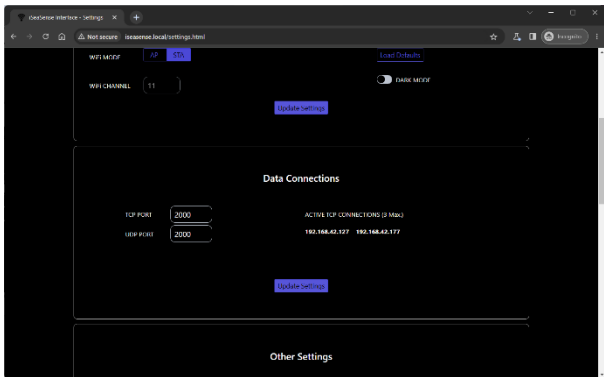 iSeaSense Interface - Settings
Not secure iseasense.local/settings.html
Incognito
WIFI MODE AP STA
Load Defaults
WIFI CHANNEL 11
DARK MODE
Update Settings
Data Connections
TCP PORT 2000
ACTIVE TCP CONNECTIONS (3 Max.)
UDP PORT 2000
192.168.42.127 192.168.42.177
Update Settings
Other Settings